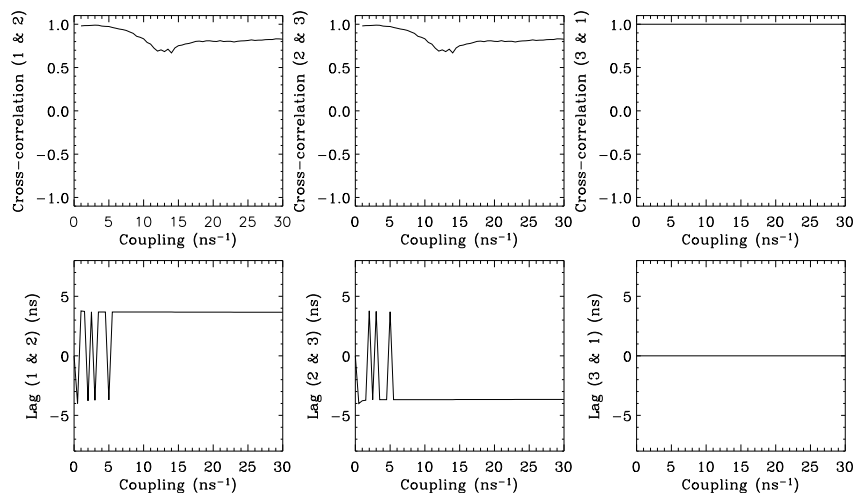 Cross-correlation (1 & 2)
1.0
0.5
0.0
−0.5
−1.0
0 5 10 15 20 25 30
Coupling (ns⁻¹)
Cross-correlation (2 & 3)
1.0
0.5
0.0
−0.5
−1.0
0 5 10 15 20 25 30
Coupling (ns⁻¹)
Cross-correlation (3 & 1)
1.0
0.5
0.0
−0.5
−1.0
0 5 10 15 20 25 30
Coupling (ns⁻¹)
Lag (1 & 2) (ns)
5
0
−5
0 5 10 15 20 25 30
Coupling (ns⁻¹)
Lag (2 & 3) (ns)
5
0
−5
0 5 10 15 20 25 30
Coupling (ns⁻¹)
Lag (3 & 1) (ns)
5
0
−5
0 5 10 15 20 25 30
Coupling (ns⁻¹)